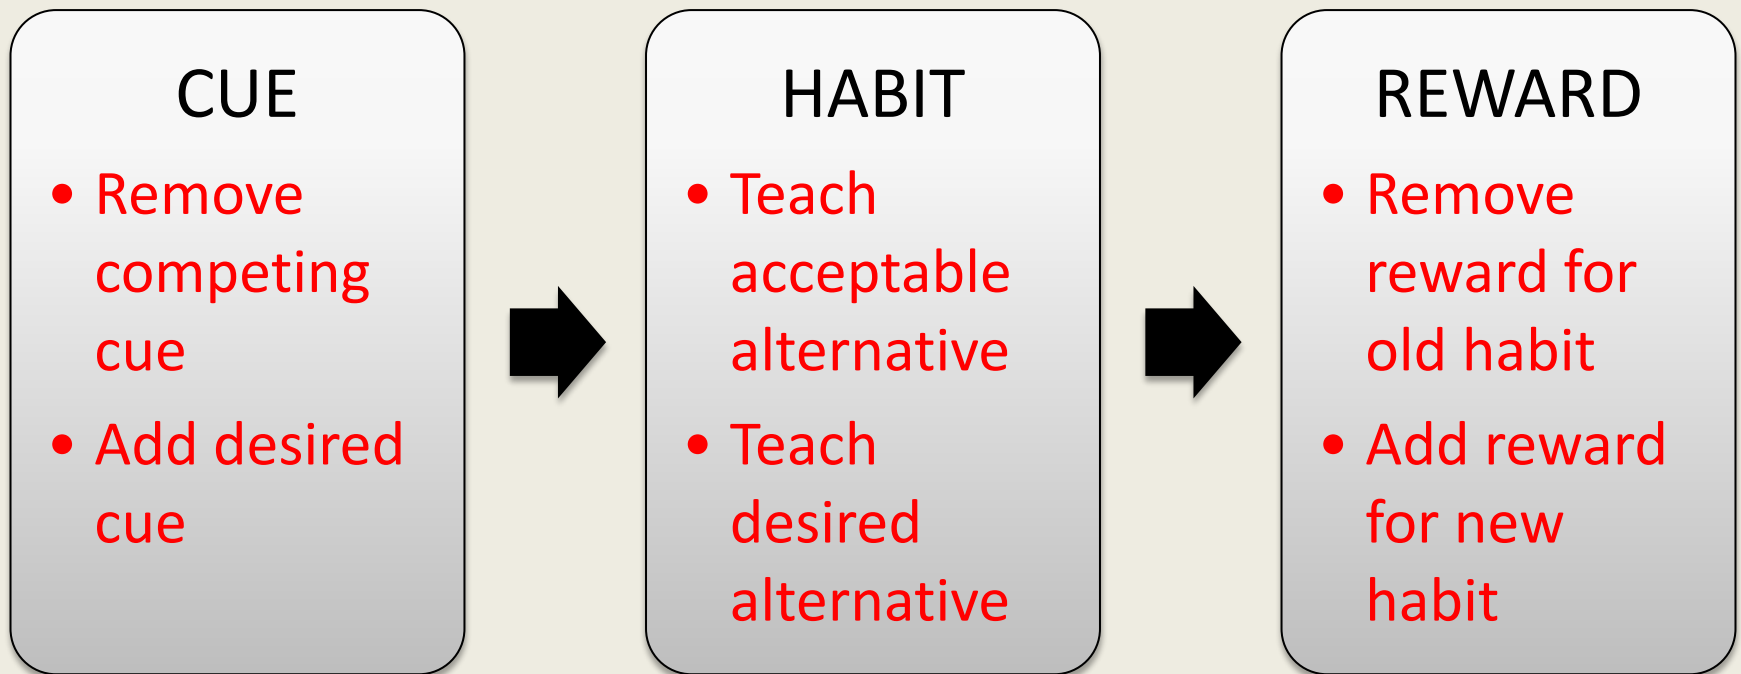 CUE
• Remove
competing
cue
• Add desired
cue
HABIT
• Teach
acceptable
alternative
• Teach
desired
alternative
REWARD
• Remove
reward for
old habit
• Add reward
for new
habit